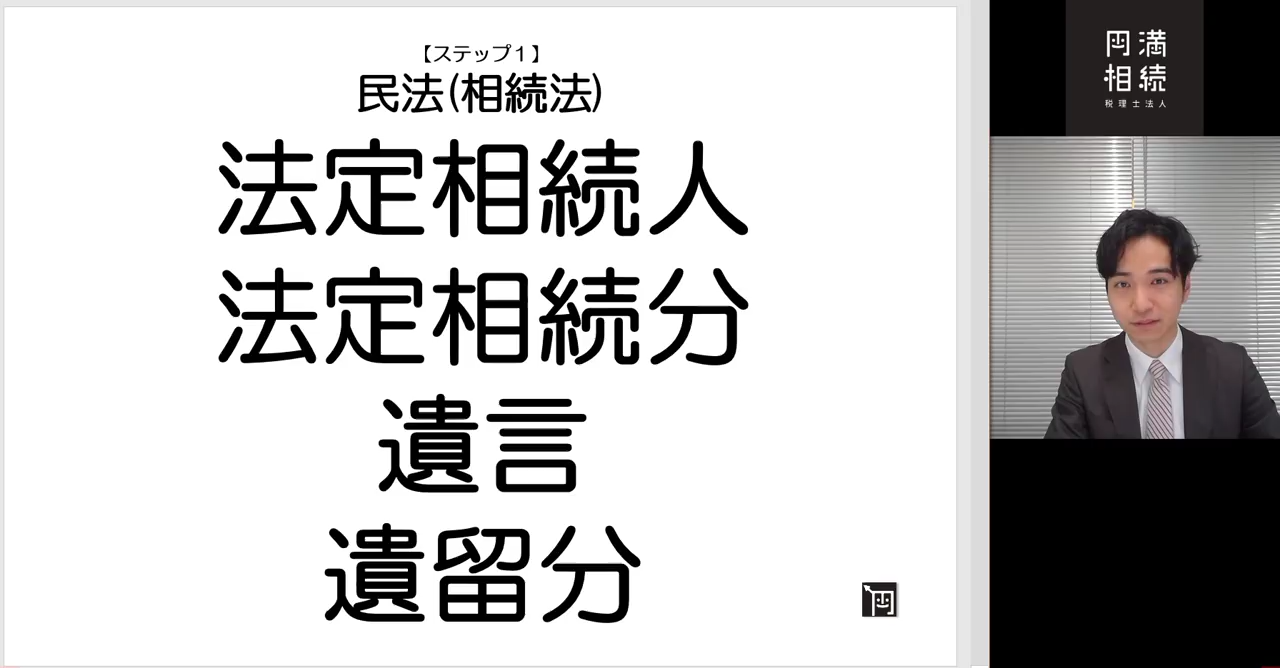 【ステップ１】
民法(相続法)
法定相続人
法定相続分
遺言
遺留分
円満
相続
税理士法人
円